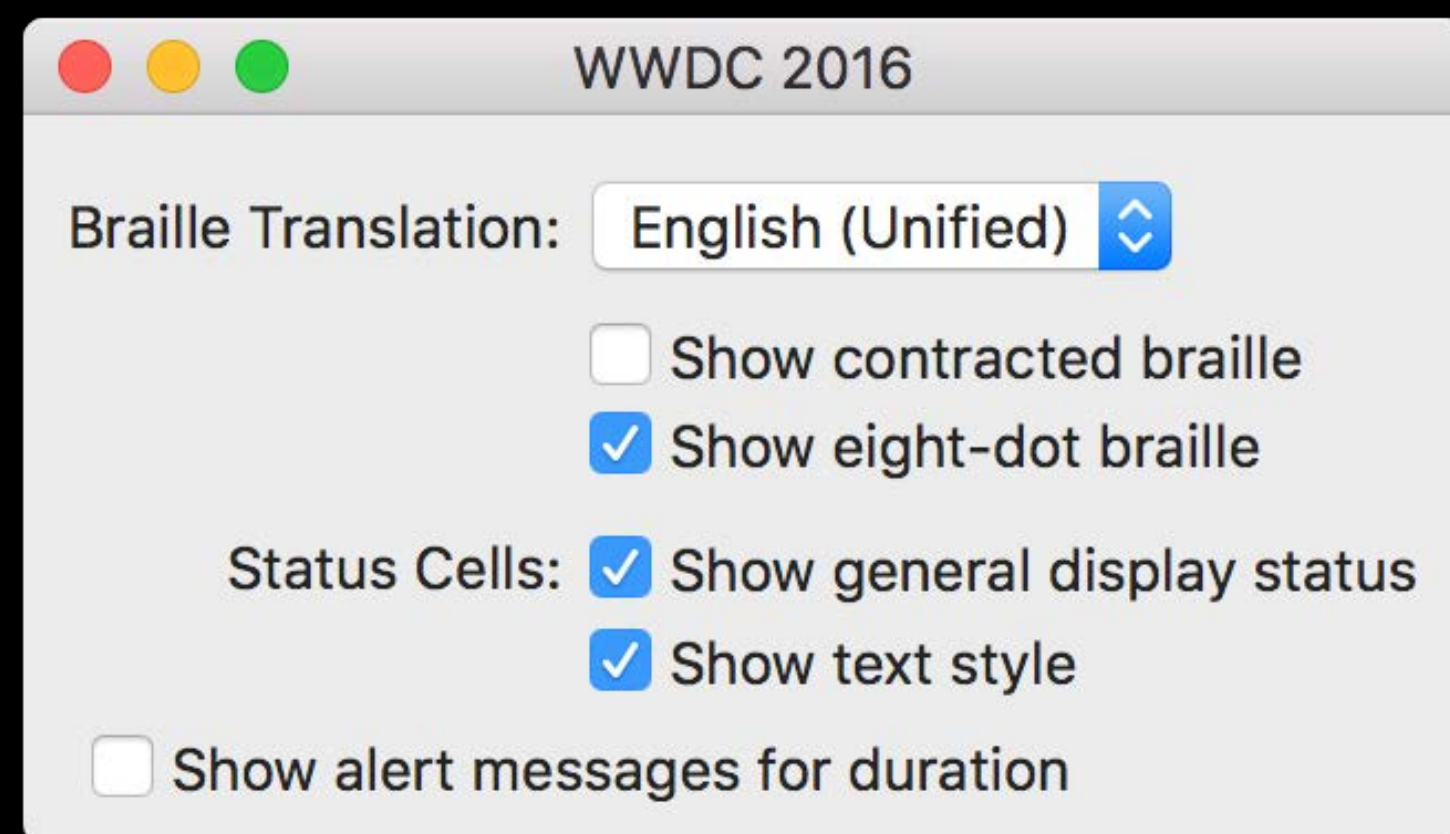 WWDC 2016
Braille Translation: English (Unified)
Show contracted braille
Show eight-dot braille
Status Cells: Show general display status
Show text style
Show alert messages for duration